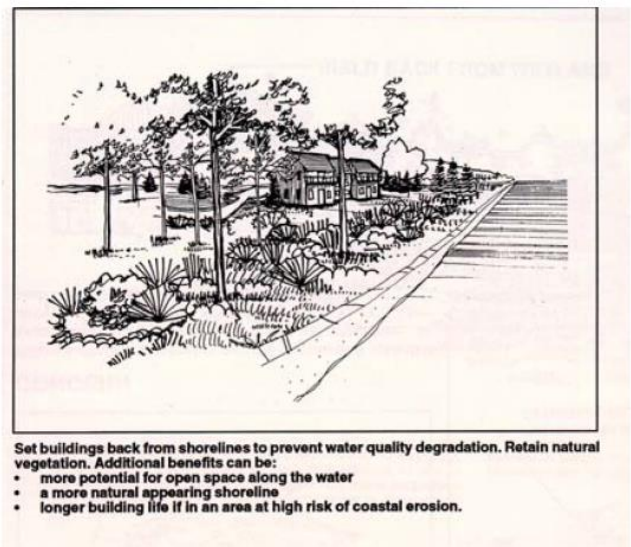 Set buildings back from shorelines to prevent water quality degradation. Retain natural
vegetation. Additional benefits can be:
• more potential for open space along the water
• a more natural appearing shoreline
• longer building life if in an area at high risk of coastal erosion.